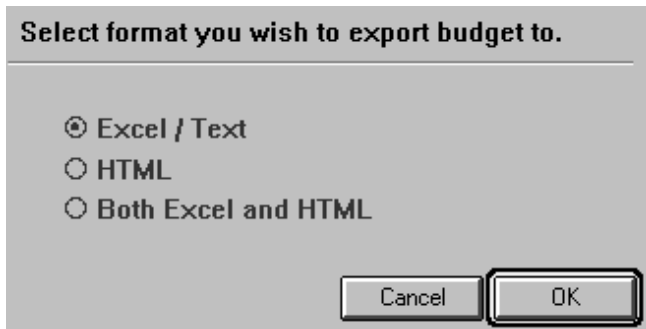 Select format you wish to export budget to.
Excel / Text
HTML
Both Excel and HTML
Cancel OK